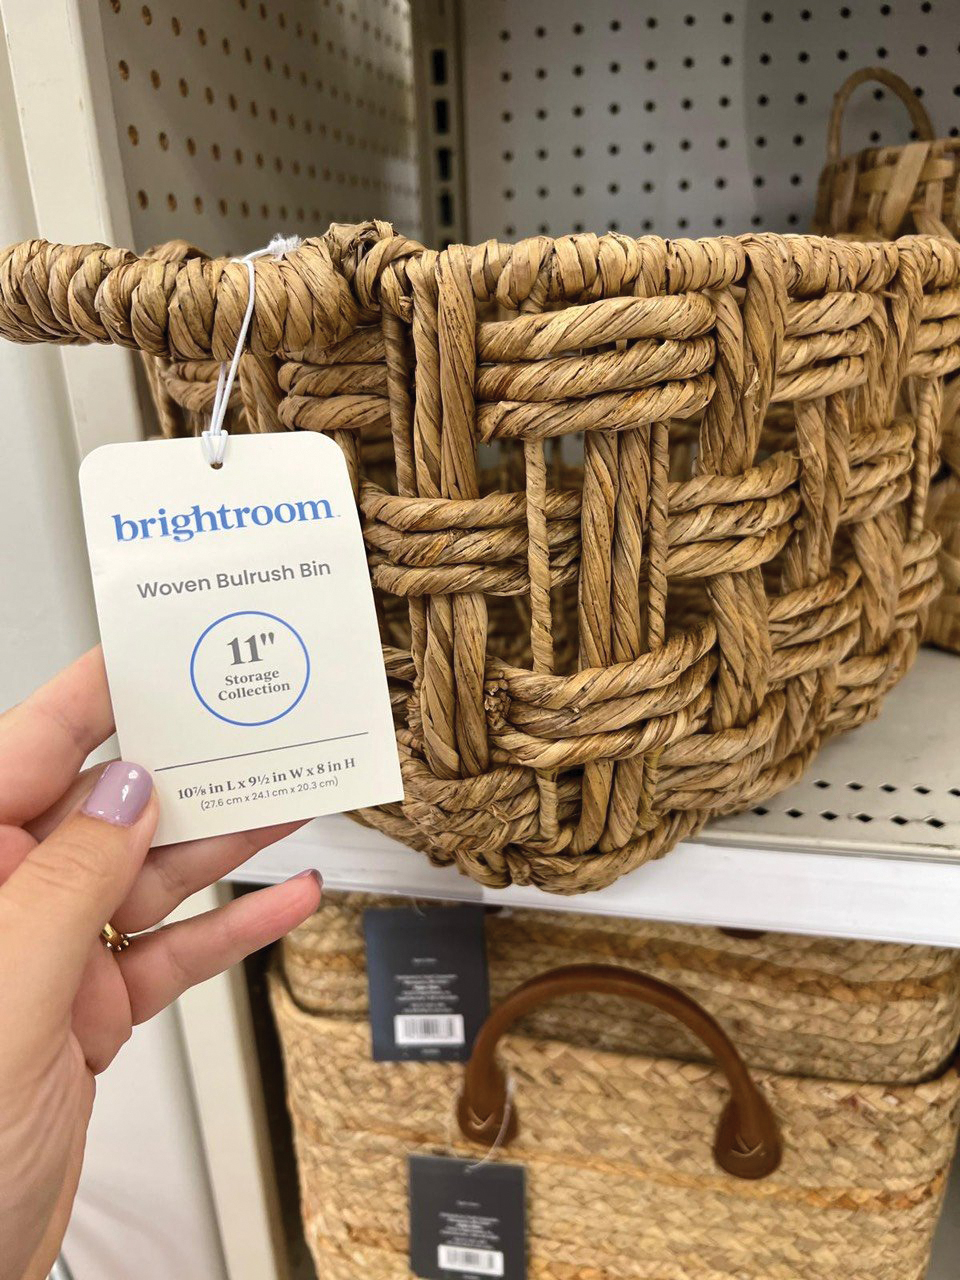 brightroom™
Woven Bulrush Bin
11"
Storage
Collection
10⅞ in L x 9½ in W x 8 in H
(27.6 cm x 24.1 cm x 20.3 cm)